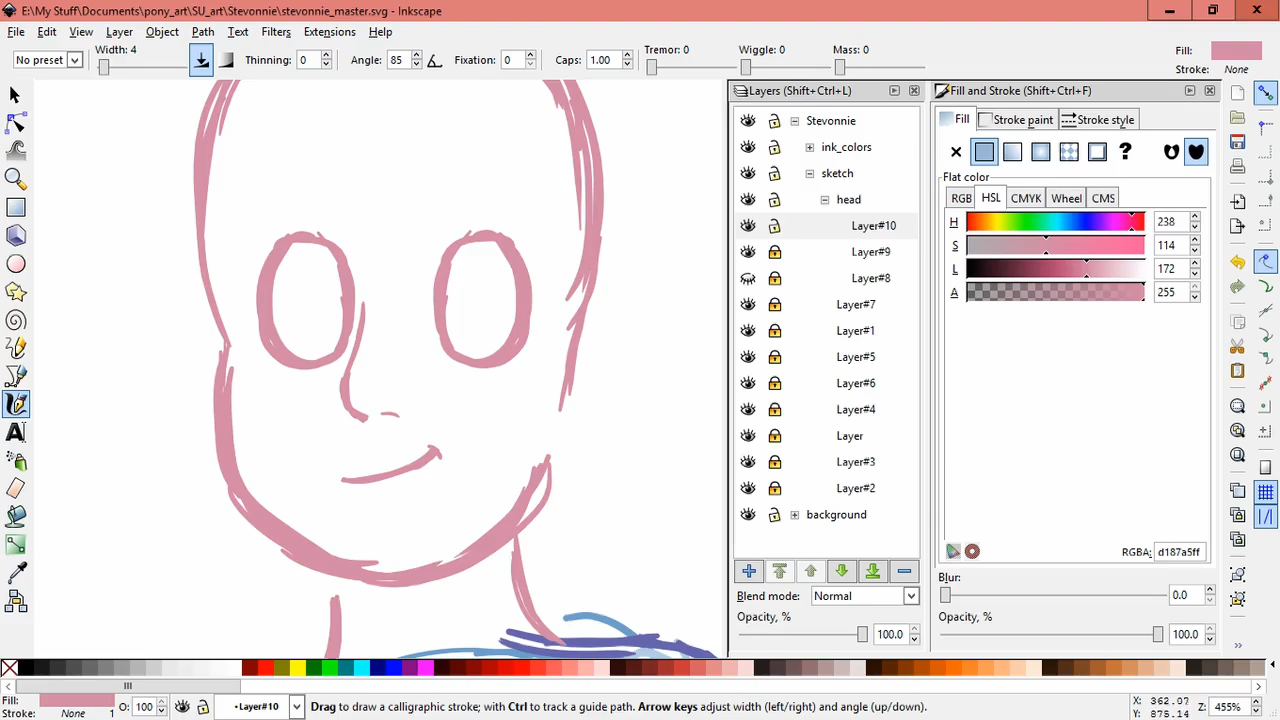 E:\My Stuff\Documents\pony_art\SU_art\Stevonnie\stevonnie_master.svg - Inkscape
File Edit View Layer Object Path Text Filters Extensions Help
No preset Width: 4 Thinning: 0 Angle: 85 Fixation: 0 Caps: 1.00 Tremor: 0 Wiggle: 0 Mass: 0 Fill:
Stroke: None
Layers (Shift+Ctrl+L)
Stevonnie
ink_colors
sketch
head
Layer#10
Layer#9
Layer#8
Layer#7
Layer#1
Layer#5
Layer#6
Layer#4
Layer
Layer#3
Layer#2
background
Blend mode: Normal
Opacity, %
100.0
Fill and Stroke (Shift+Ctrl+F)
Fill Stroke paint Stroke style
?
Flat color
RGB HSL CMYK Wheel CMS
H 238
S 114
L 172
A 255
RGBA: d187a5ff
Blur:
0.0
Opacity, %
100.0
Fill:
Stroke: None 1
O: 100
•Layer#10
Drag to draw a calligraphic stroke; with Ctrl to track a guide path. Arrow keys adjust width (left/right) and angle (up/down).
X: 362.07
Y: 875.14
Z: 455%